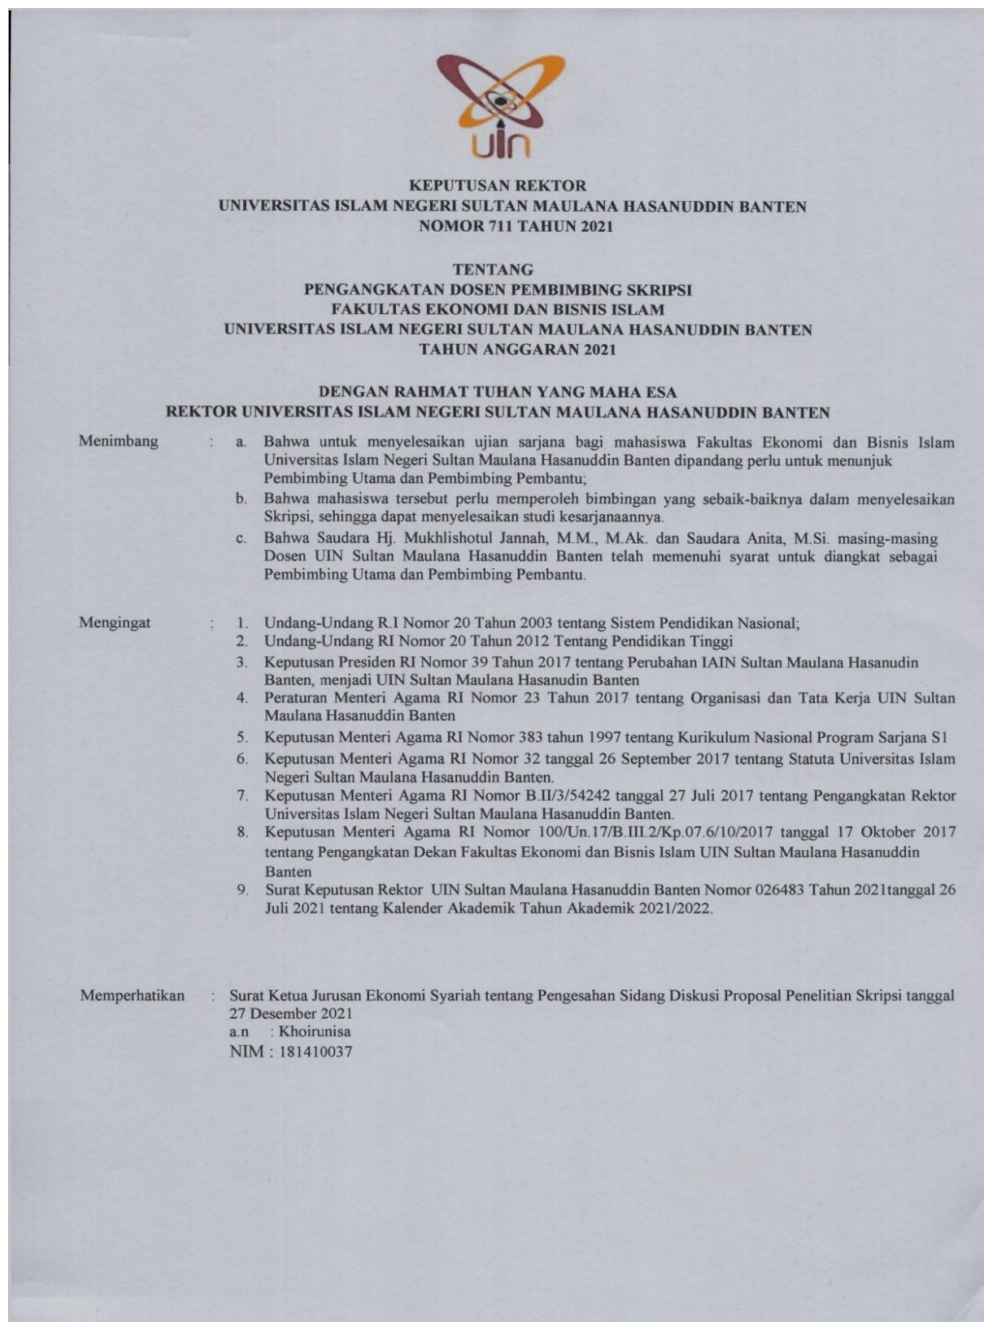 uin
KEPUTUSAN REKTOR
UNIVERSITAS ISLAM NEGERI SULTAN MAULANA HASANUDDIN BANTEN
NOMOR 711 TAHUN 2021
TENTANG
PENGANGKATAN DOSEN PEMBIMBING SKRIPSI
FAKULTAS EKONOMI DAN BISNIS ISLAM
UNIVERSITAS ISLAM NEGERI SULTAN MAULANA HASANUDDIN BANTEN
TAHUN ANGGARAN 2021
DENGAN RAHMAT TUHAN YANG MAHA ESA
REKTOR UNIVERSITAS ISLAM NEGERI SULTAN MAULANA HASANUDDIN BANTEN
Menimbang : a. Bahwa untuk menyelesaikan ujian sarjana bagi mahasiswa Fakultas Ekonomi dan Bisnis Islam
Universitas Islam Negeri Sultan Maulana Hasanuddin Banten dipandang perlu untuk menunjuk
Pembimbing Utama dan Pembimbing Pembantu;
b. Bahwa mahasiswa tersebut perlu memperoleh bimbingan yang sebaik-baiknya dalam menyelesaikan
Skripsi, sehingga dapat menyelesaikan studi kesarjanaannya.
c. Bahwa Saudara Hj. Mukhlishotul Jannah, M.M., M.Ak. dan Saudara Anita, M.Si. masing-masing
Dosen UIN Sultan Maulana Hasanuddin Banten telah memenuhi syarat untuk diangkat sebagai
Pembimbing Utama dan Pembimbing Pembantu.
Mengingat : 1. Undang-Undang R.I Nomor 20 Tahun 2003 tentang Sistem Pendidikan Nasional;
2. Undang-Undang RI Nomor 20 Tahun 2012 Tentang Pendidikan Tinggi
3. Keputusan Presiden RI Nomor 39 Tahun 2017 tentang Perubahan IAIN Sultan Maulana Hasanudin
Banten, menjadi UIN Sultan Maulana Hasanudin Banten
4. Peraturan Menteri Agama RI Nomor 23 Tahun 2017 tentang Organisasi dan Tata Kerja UIN Sultan
Maulana Hasanuddin Banten
5. Keputusan Menteri Agama RI Nomor 383 tahun 1997 tentang Kurikulum Nasional Program Sarjana S1
6. Keputusan Menteri Agama RI Nomor 32 tanggal 26 September 2017 tentang Statuta Universitas Islam
Negeri Sultan Maulana Hasanuddin Banten.
7. Keputusan Menteri Agama RI Nomor B.II/3/54242 tanggal 27 Juli 2017 tentang Pengangkatan Rektor
Universitas Islam Negeri Sultan Maulana Hasanuddin Banten.
8. Keputusan Menteri Agama RI Nomor 100/Un.17/B.III.2/Kp.07.6/10/2017 tanggal 17 Oktober 2017
tentang Pengangkatan Dekan Fakultas Ekonomi dan Bisnis Islam UIN Sultan Maulana Hasanuddin
Banten
9. Surat Keputusan Rektor UIN Sultan Maulana Hasanuddin Banten Nomor 026483 Tahun 2021tanggal 26
Juli 2021 tentang Kalender Akademik Tahun Akademik 2021/2022.
Memperhatikan : Surat Ketua Jurusan Ekonomi Syariah tentang Pengesahan Sidang Diskusi Proposal Penelitian Skripsi tanggal
27 Desember 2021
a.n : Khoirunisa
NIM : 181410037